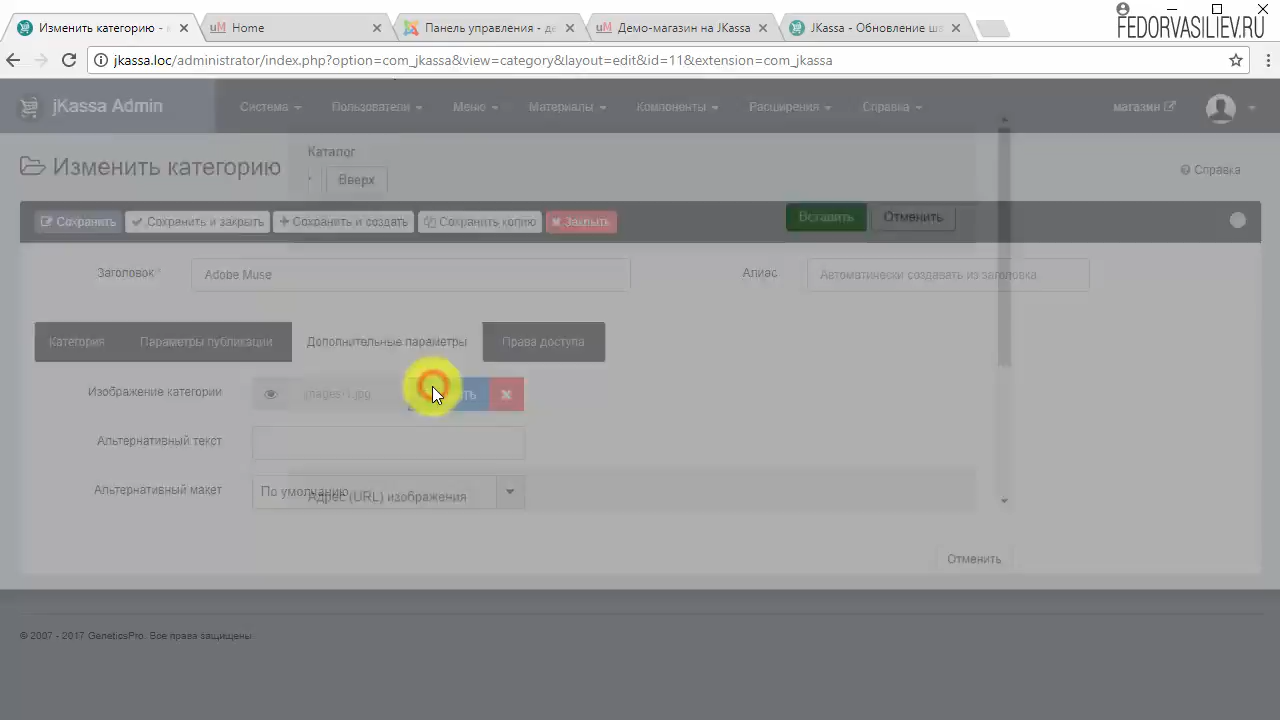 Изменить категорию -
Home
Панель управления - де
Демо-магазин на JKassa
JKassa - Обновление ша
FEDORVASILIEV.RU
jkassa.loc/administrator/index.php?option=com_jkassa&view=category&layout=edit&id=11&extension=com_jkassa
jKassa Admin
Система
Пользователи
Меню
Материалы
Компоненты
Расширения
Справка
магазин
Изменить категорию
Каталог
Вверх
Справка
Сохранить
Сохранить и закрыть
Сохранить и создать
Сохранить копию
Закрыть
Вставить
Отменить
Заголовок *
Adobe Muse
Алиас
Автоматически создавать из заголовка
Категория
Параметры публикации
Дополнительные параметры
Права доступа
Изображение категории
Альтернативный текст
Альтернативный макет
По умолчанию
Адрес (URL) изображения
Отменить
© 2007 - 2017 GeneticsPro. Все права защищены